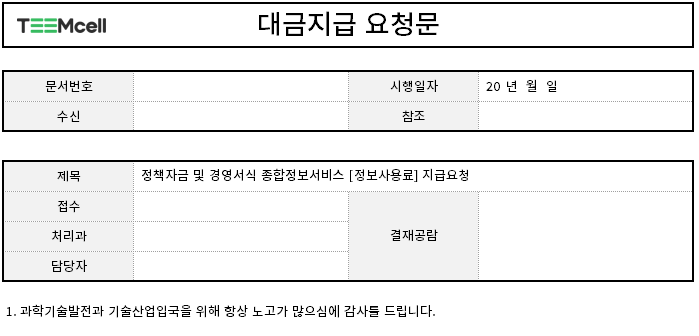 TEEMcell
대금지급 요청문
문서번호 시행일자 20 년 월 일
수신 참조
제목 정책자금 및 경영서식 종합정보서비스 [정보사용료] 지급요청
접수
처리과 결재공람
담당자
1. 과학기술발전과 기술산업입국을 위해 항상 노고가 많으심에 감사를 드립니다.